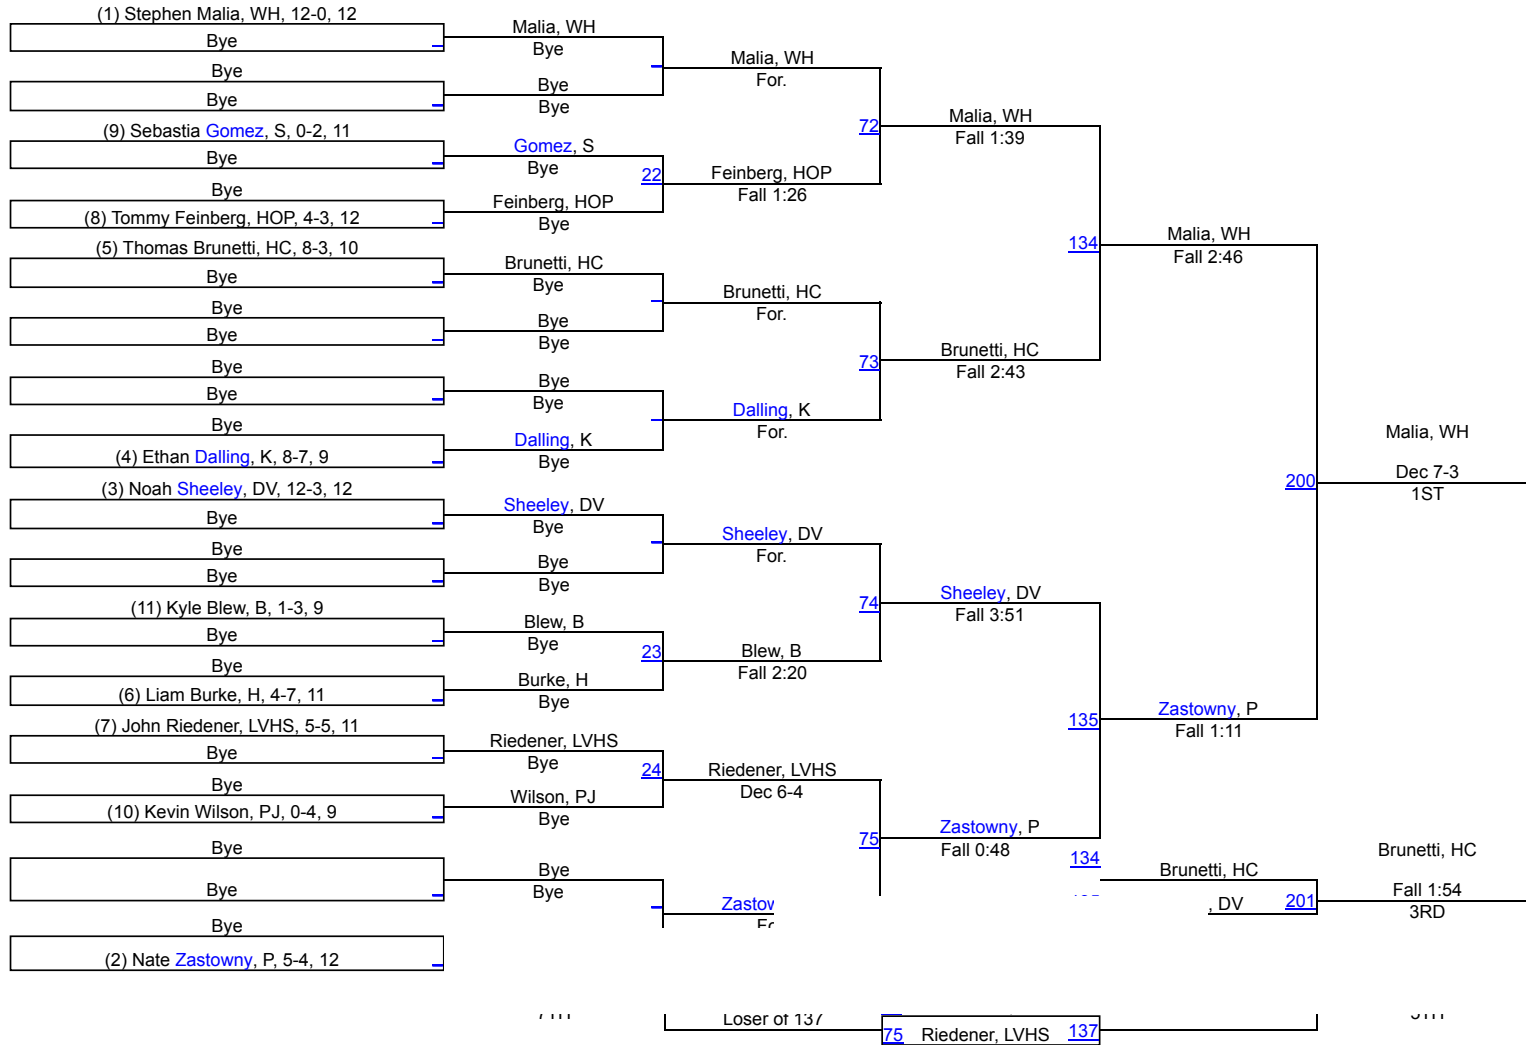 (1) Stephen Malia, WH, 12-0, 12
Bye
Bye
Bye
(9) Sebastia Gomez, S, 0-2, 11
Bye
Bye
(8) Tommy Feinberg, HOP, 4-3, 12
(5) Thomas Brunetti, HC, 8-3, 10
Bye
Bye
Bye
Bye
Bye
Bye
(4) Ethan Dalling, K, 8-7, 9
(3) Noah Sheeley, DV, 12-3, 12
Bye
Bye
Bye
(11) Kyle Blew, B, 1-3, 9
Bye
Bye
(6) Liam Burke, H, 4-7, 11
(7) John Riedener, LVHS, 5-5, 11
Bye
Bye
(10) Kevin Wilson, PJ, 0-4, 9
Bye
Bye
Bye
(2) Nate Zastowny, P, 5-4, 12
Malia, WH
Bye
Bye
Bye
Gomez, S
Bye
22
Feinberg, HOP
Bye
Brunetti, HC
Bye
Bye
Bye
Bye
Bye
Dalling, K
Bye
Sheeley, DV
Bye
Bye
Bye
Blew, B
Bye
23
Burke, H
Bye
Riedener, LVHS
Bye
24
Wilson, PJ
Bye
Bye
Bye
Malia, WH
For.
72
Feinberg, HOP
Fall 1:26
Brunetti, HC
For.
73
Dalling, K
For.
Sheeley, DV
For.
74
Blew, B
Fall 2:20
Riedener, LVHS
Dec 6-4
75
Zastow
Malia, WH
Fall 1:39
134
Brunetti, HC
Fall 2:43
Sheeley, DV
Fall 3:51
135
Zastowny, P
Fall 0:48
Malia, WH
Fall 2:46
200
Zastowny, P
Fall 1:11
Malia, WH
Dec 7-3
1ST
134
Brunetti, HC
, DV
201
Brunetti, HC
Fall 1:54
3RD
Loser of 137
75 Riedener, LVHS 137